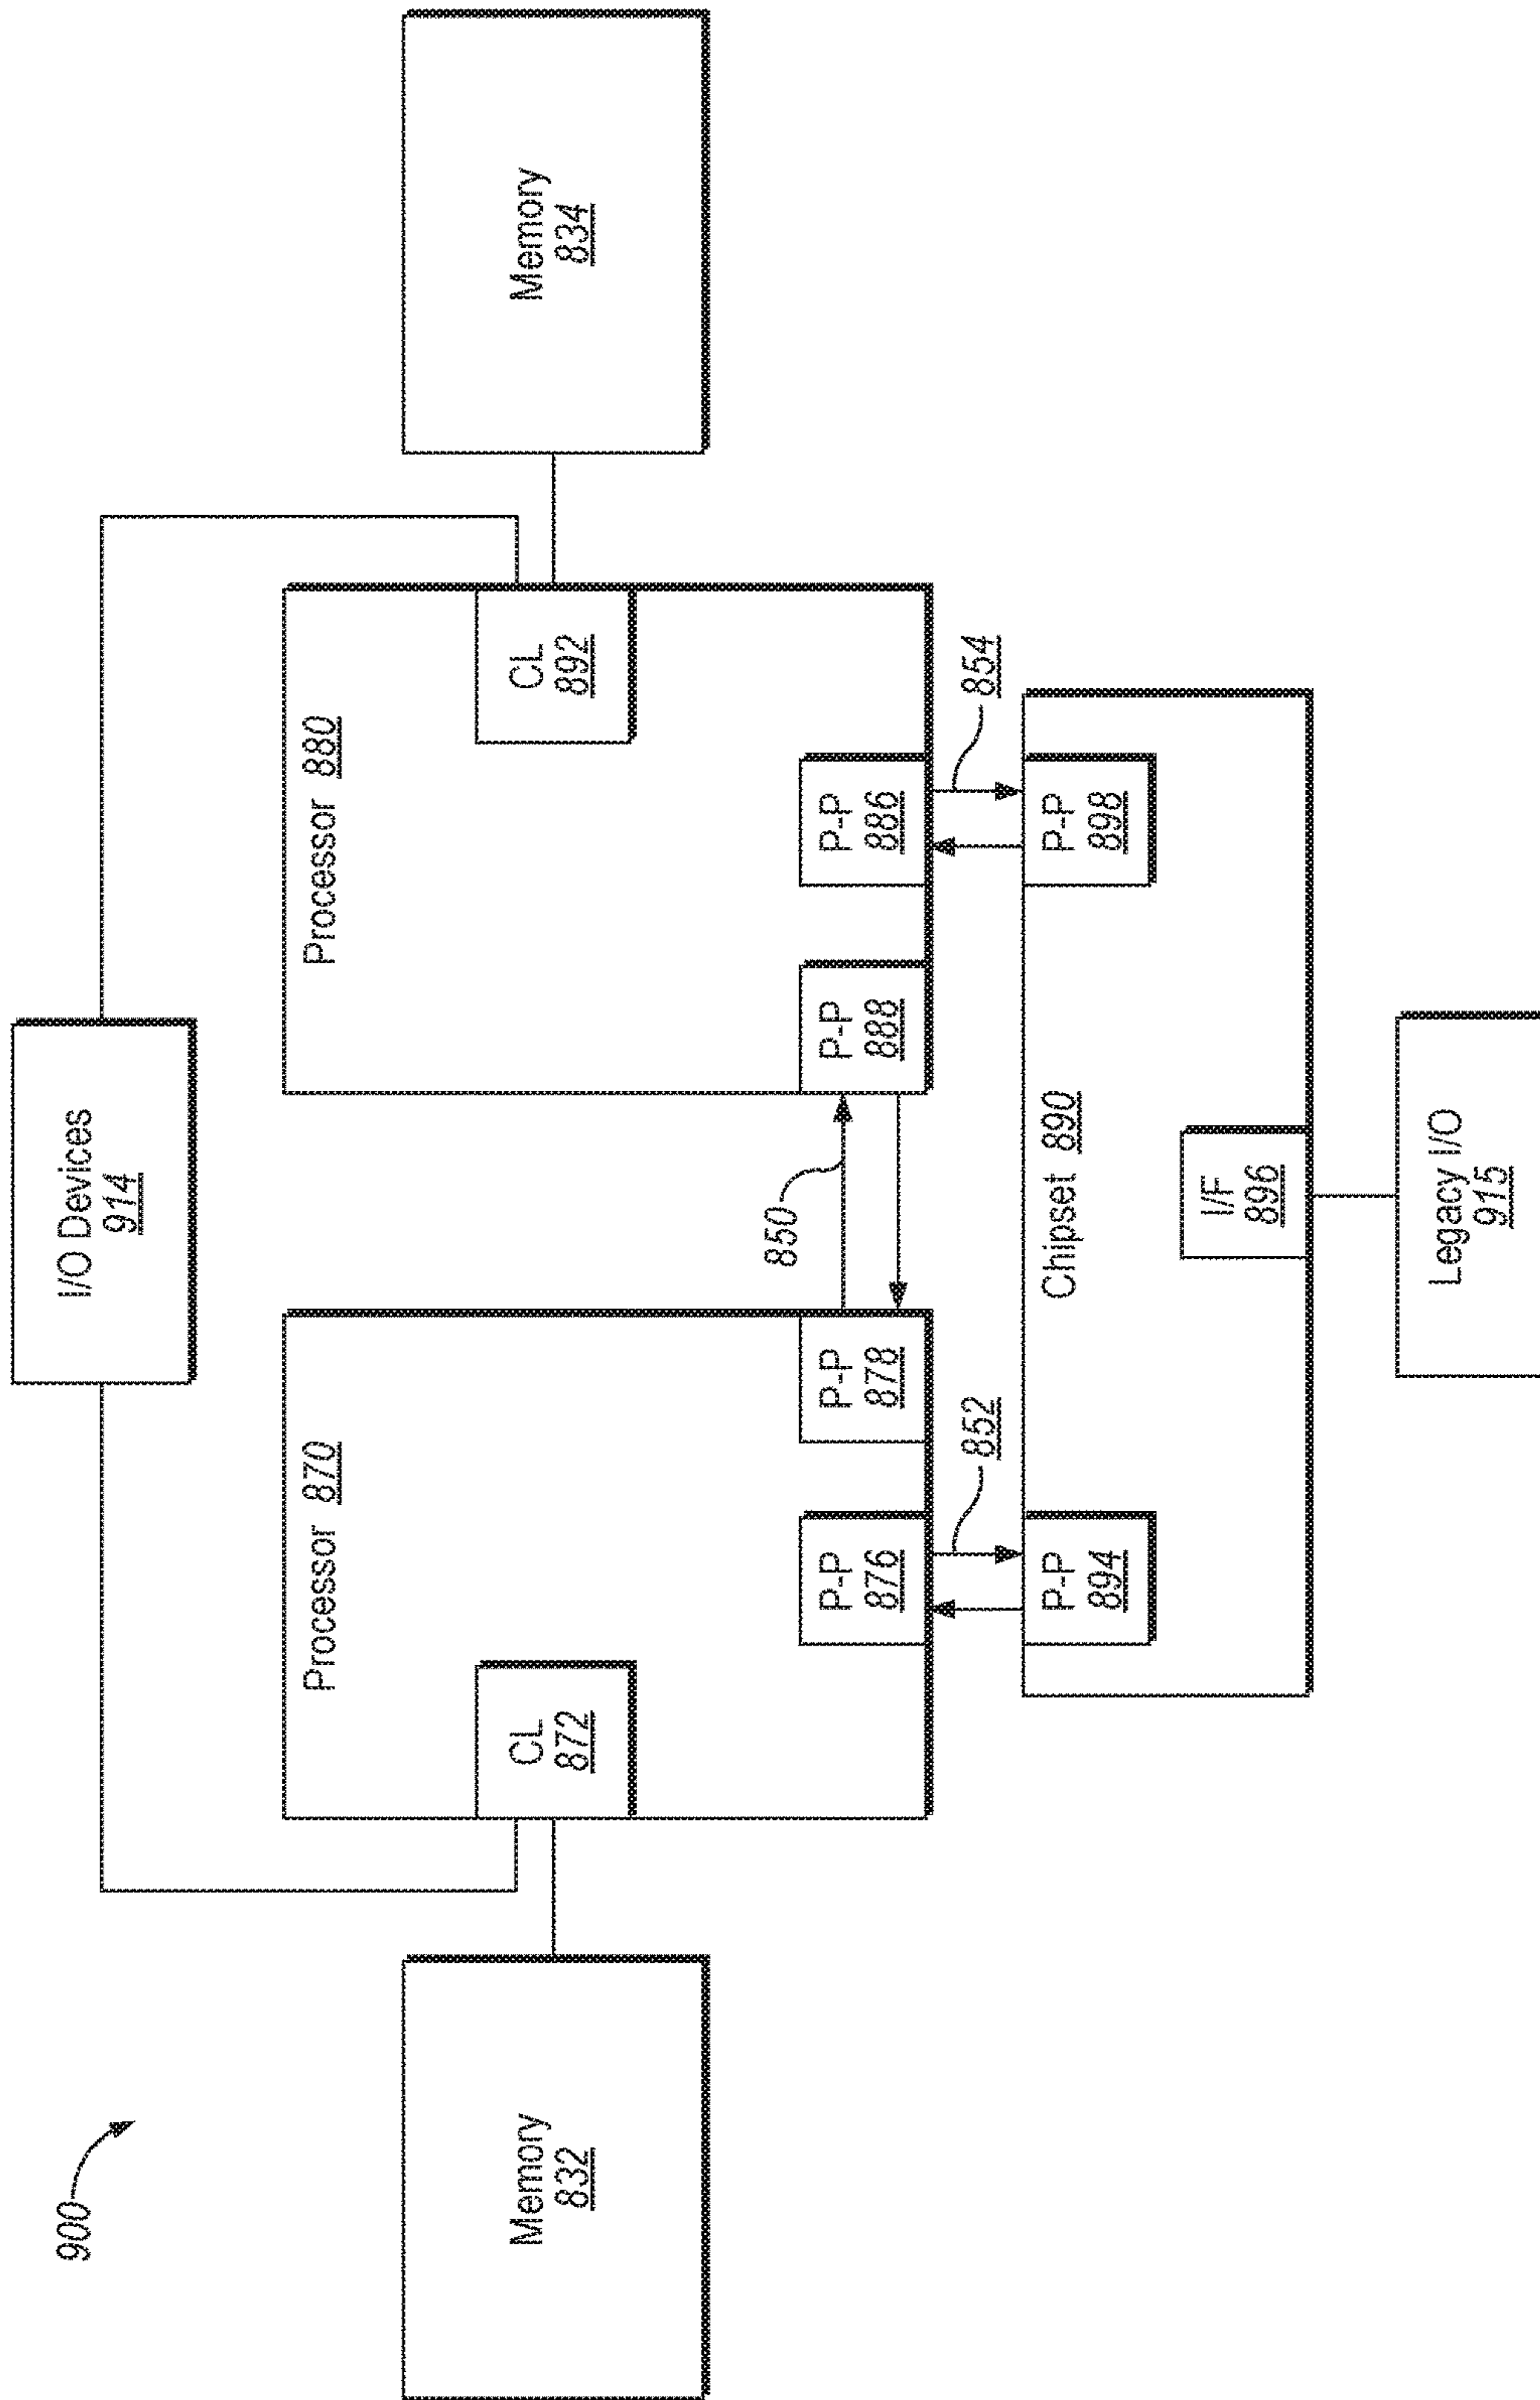 900
I/O Devices
914
Memory
832
Processor 870
CL
872
P-P
876
P-P
878
850
Processor 880
CL
892
P-P
888
P-P
886
Memory
834
852
854
P-P
894
Chipset 890
P-P
898
I/F
896
Legacy I/O
915